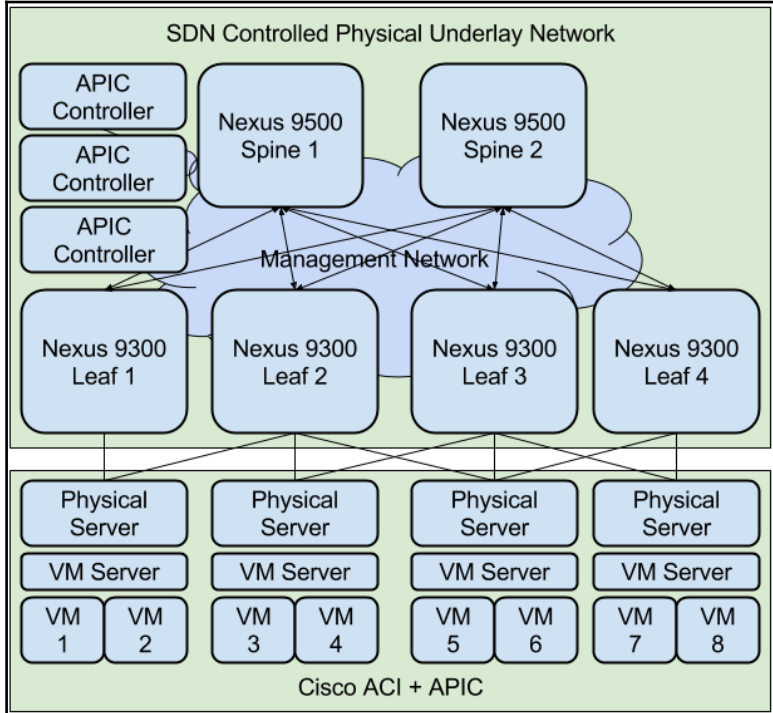 SDN Controlled Physical Underlay Network
APIC
Controller
APIC
Controller
APIC
Controller
Nexus 9500
Spine 1
Nexus 9500
Spine 2
Management Network
Nexus 9300
Leaf 1
Nexus 9300
Leaf 2
Nexus 9300
Leaf 3
Nexus 9300
Leaf 4
Physical
Server
Physical
Server
Physical
Server
Physical
Server
VM Server
VM Server
VM Server
VM Server
VM
1
VM
2
VM
3
VM
4
VM
5
VM
6
VM
7
VM
8
Cisco ACI + APIC